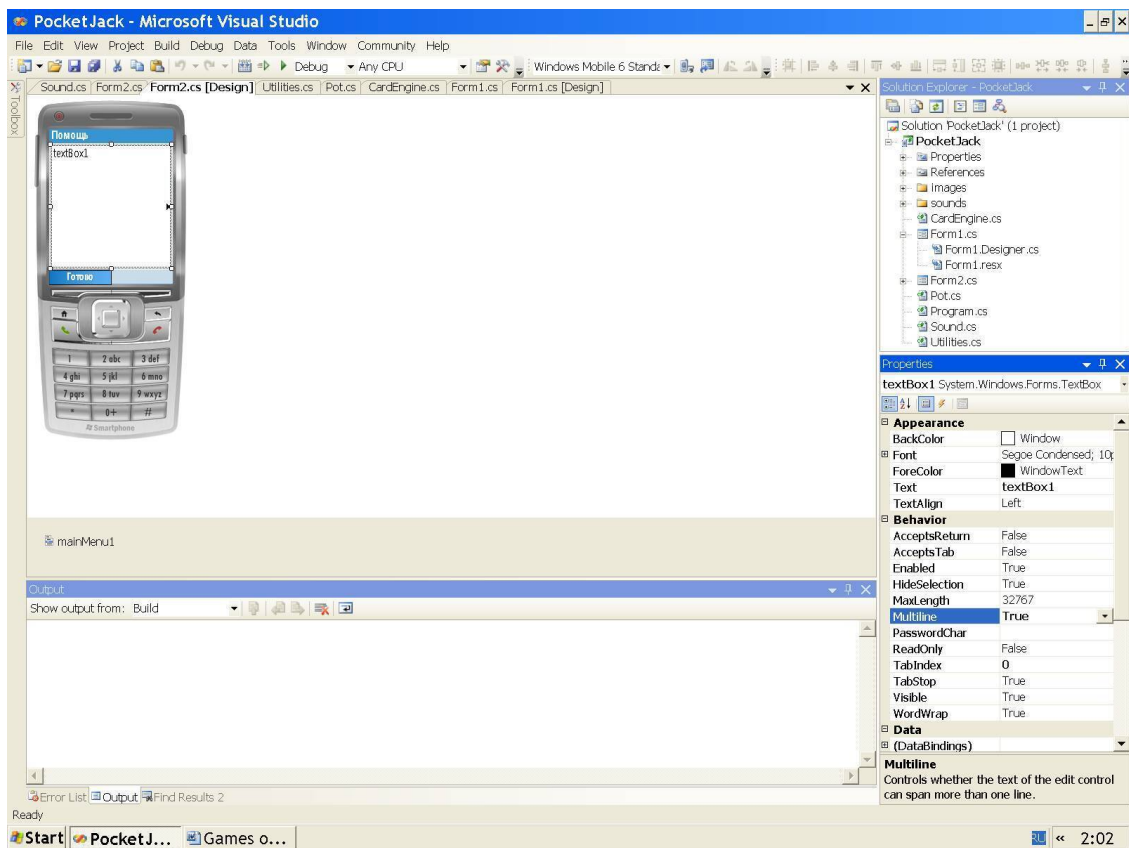 PocketJack - Microsoft Visual Studio
File Edit View Project Build Debug Data Tools Window Community Help
Debug Any CPU Windows Mobile 6 Standa
Toolbox
Sound.cs Form2.cs Form2.cs [Design] Utilities.cs Pot.cs CardEngine.cs Form1.cs Form1.cs [Design]
Помощь
textBox1
Готово
1 2 abc 3 def
4 ghi 5 jkl 6 mno
7 pqrs 8 tuv 9 wxyz
* 0+ #
Smartphone
mainMenu1
Output
Show output from: Build
Error List Output Find Results 2
Ready
Solution Explorer - PocketJack
Solution 'PocketJack' (1 project)
PocketJack
Properties
References
images
sounds
CardEngine.cs
Form1.cs
Form1.Designer.cs
Form1.resx
Form2.cs
Pot.cs
Program.cs
Sound.cs
Utilities.cs
Properties
textBox1 System.Windows.Forms.TextBox
Appearance
BackColor Window
Font Segoe Condensed; 10p
ForeColor WindowText
Text textBox1
TextAlign Left
Behavior
AcceptsReturn False
AcceptsTab False
Enabled True
HideSelection True
MaxLength 32767
Multiline True
PasswordChar
ReadOnly False
TabIndex 0
TabStop True
Visible True
WordWrap True
Data
(DataBindings)
Multiline
Controls whether the text of the edit control
can span more than one line.
Start PocketJ... Games o... RU « 2:02